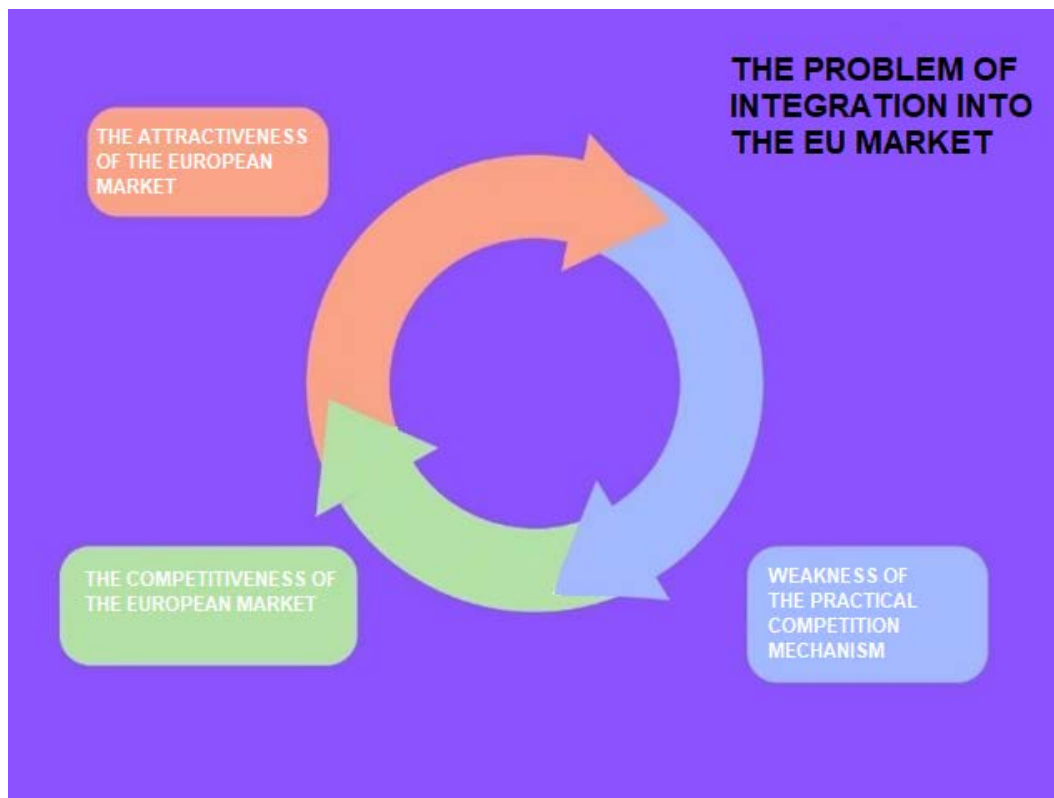 THE PROBLEM OF
INTEGRATION INTO
THE EU MARKET
THE ATTRACTIVENESS
OF THE EUROPEAN
MARKET
THE COMPETITIVENESS OF
THE EUROPEAN MARKET
WEAKNESS OF
THE PRACTICAL
COMPETITION
MECHANISM